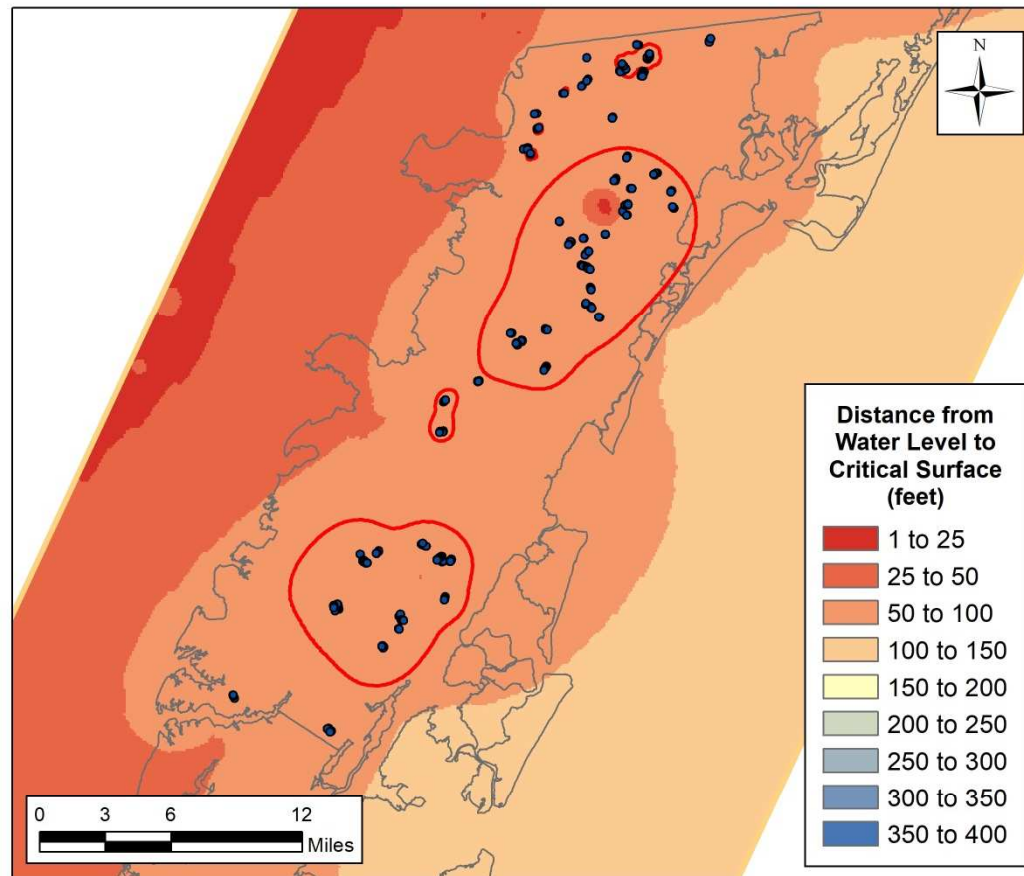 N
Distance from
Water Level to
Critical Surface
(feet)
1 to 25
25 to 50
50 to 100
100 to 150
150 to 200
200 to 250
250 to 300
300 to 350
350 to 400
0 3 6 12
Miles